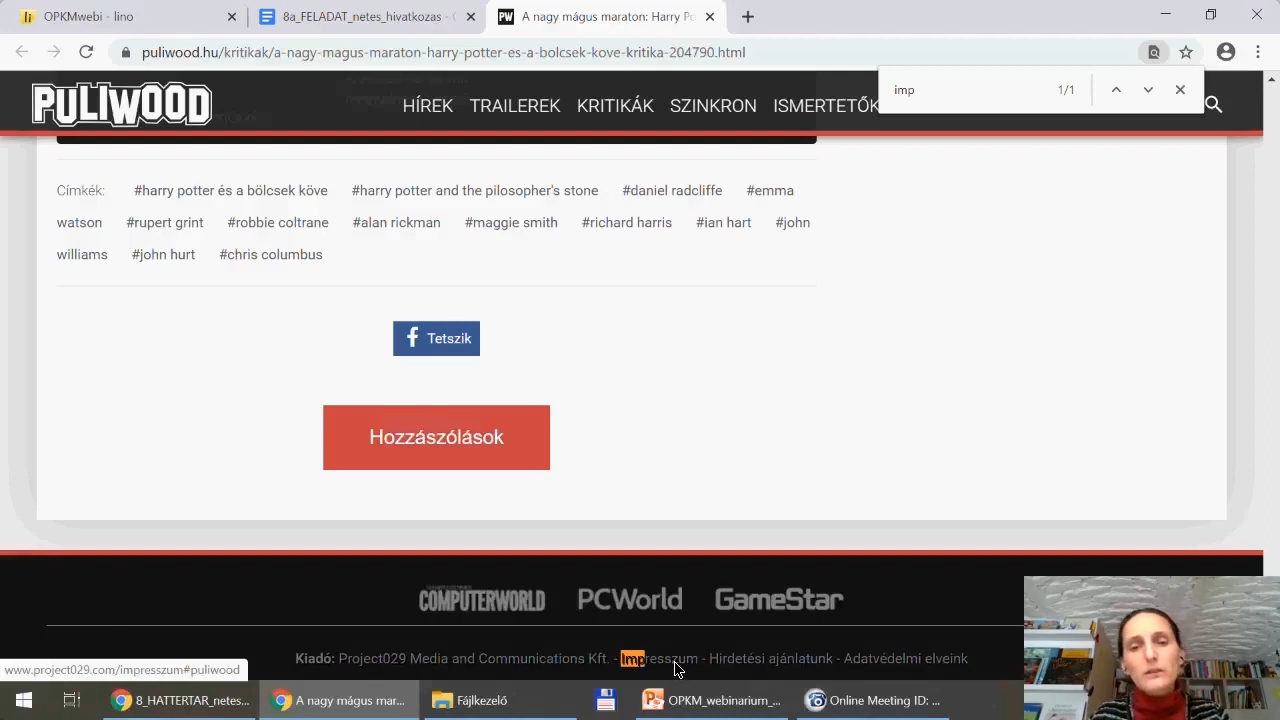 OPKMwebi - lino
8a_FELADAT_netes_hivatkozas - G
A nagy mágus maraton: Harry Po
puliwood.hu/kritikak/a-nagy-magus-maraton-harry-potter-es-a-bolcsek-kove-kritika-204790.html
PULIWOOD
HÍREK TRAILEREK KRITIKÁK SZINKRON ISMERTETŐK
imp 1/1
Címkék: #harry potter és a bölcsek köve #harry potter and the pilosopher's stone #daniel radcliffe #emma
watson #rupert grint #robbie coltrane #alan rickman #maggie smith #richard harris #ian hart #john
williams #john hurt #chris columbus
Tetszik
Hozzászólások
COMPUTERWORLD PCWorld GameStar
Kiadó: Project029 Media and Communications Kft. - Impresszum - Hirdetési ajánlatunk - Adatvédelmi elveink
www.project029.com/impresszum#puliwood
8_HATTERTAR_netes...
A nagy mágus mar...
Fájlkezelő
OPKM_webinarium_...
Online Meeting ID: ...